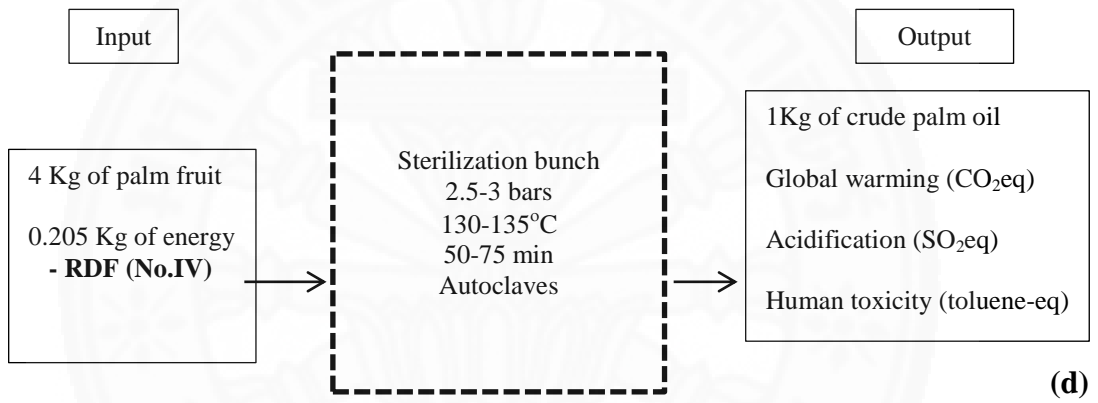 Input
4 Kg of palm fruit
0.205 Kg of energy
- RDF (No.IV)
Sterilization bunch
2.5-3 bars
130-135°C
50-75 min
Autoclaves
Output
1Kg of crude palm oil
Global warming (CO₂eq)
Acidification (SO₂eq)
Human toxicity (toluene-eq)
(d)